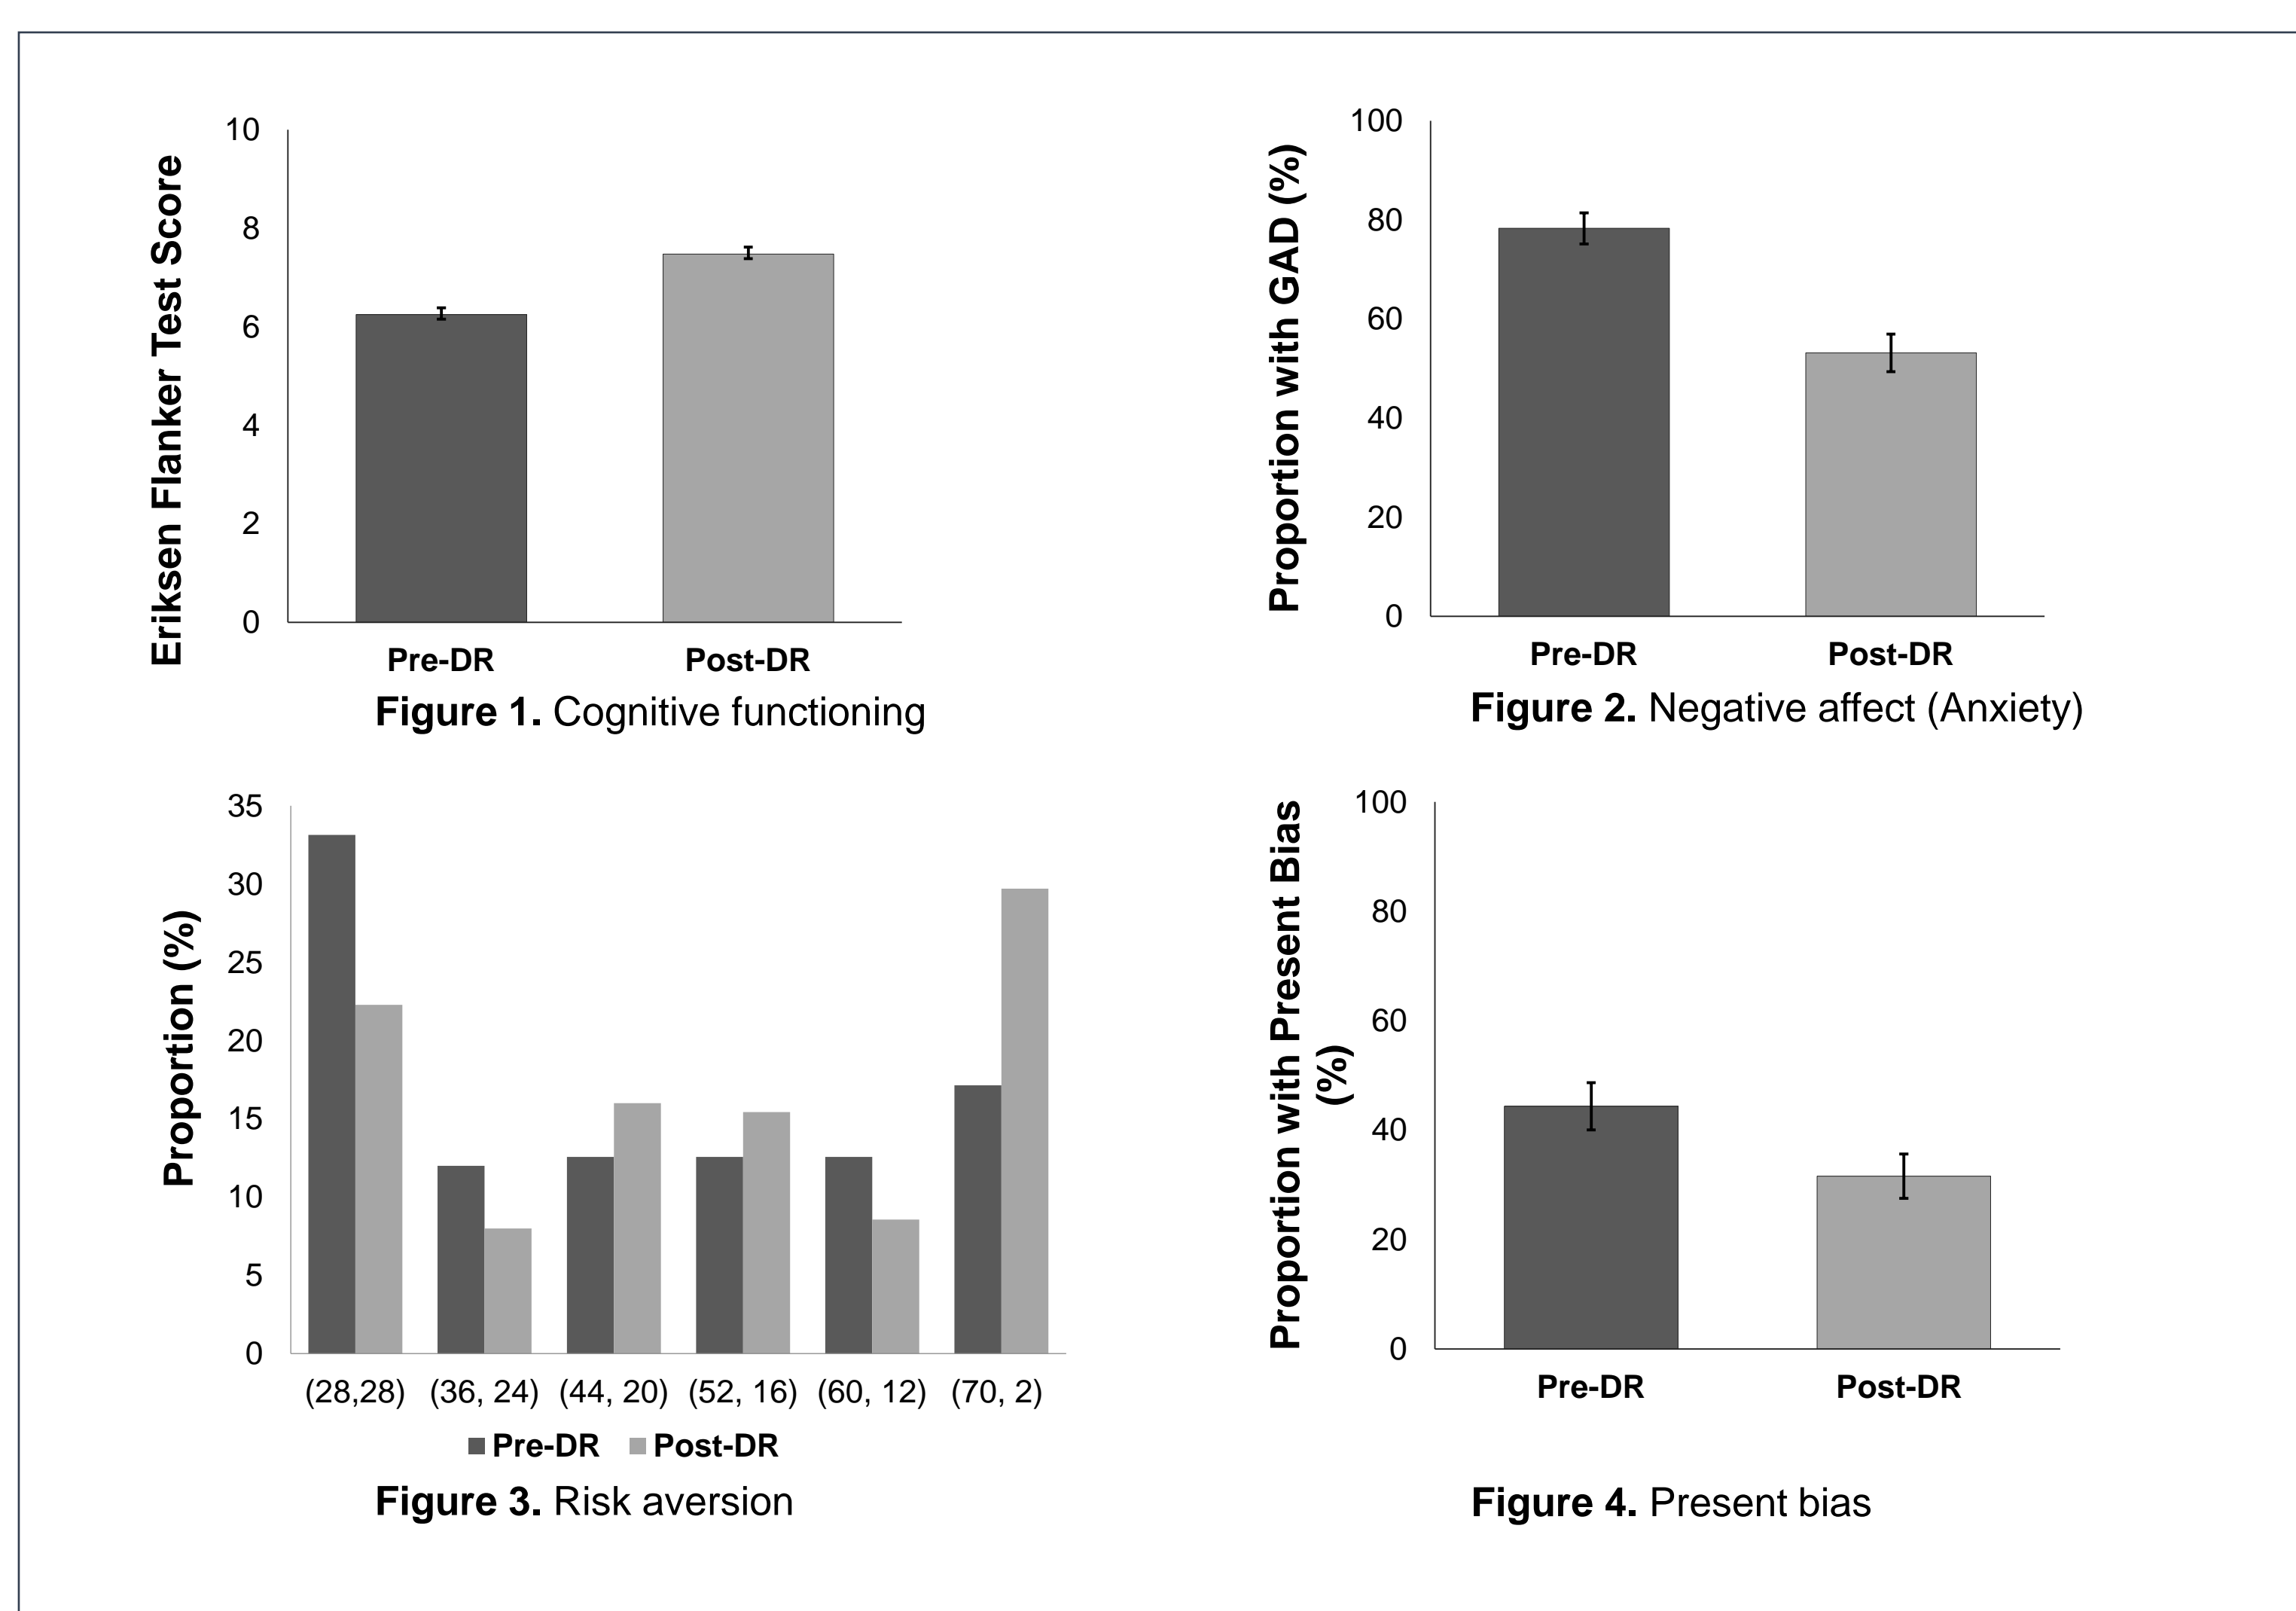 Eriksen Flanker Test Score
10
8
6
4
2
0
Pre-DR Post-DR
Figure 1. Cognitive functioning
Proportion with GAD (%)
100
80
60
40
20
0
Pre-DR Post-DR
Figure 2. Negative affect (Anxiety)
Proportion (%)
35
30
25
20
15
10
5
0
(28,28) (36, 24) (44, 20) (52, 16) (60, 12) (70, 2)
Pre-DR Post-DR
Figure 3. Risk aversion
Proportion with Present Bias
(%)
100
80
60
40
20
0
Pre-DR Post-DR
Figure 4. Present bias